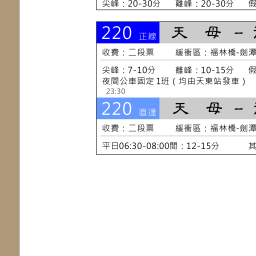 尖峰：20-30分 離峰：20-30分 假
220 正線 天 母 –
收費：二段票 緩衝區：福林橋-劍潭
尖峰：7-10分 離峰：10-15分 假
夜間公車固定1班（均由天東站發車）
23:30
220 直達 天 母 –
收費：二段票 緩衝區：福林橋-劍潭
平日06:30-08:00間：12-15分 其